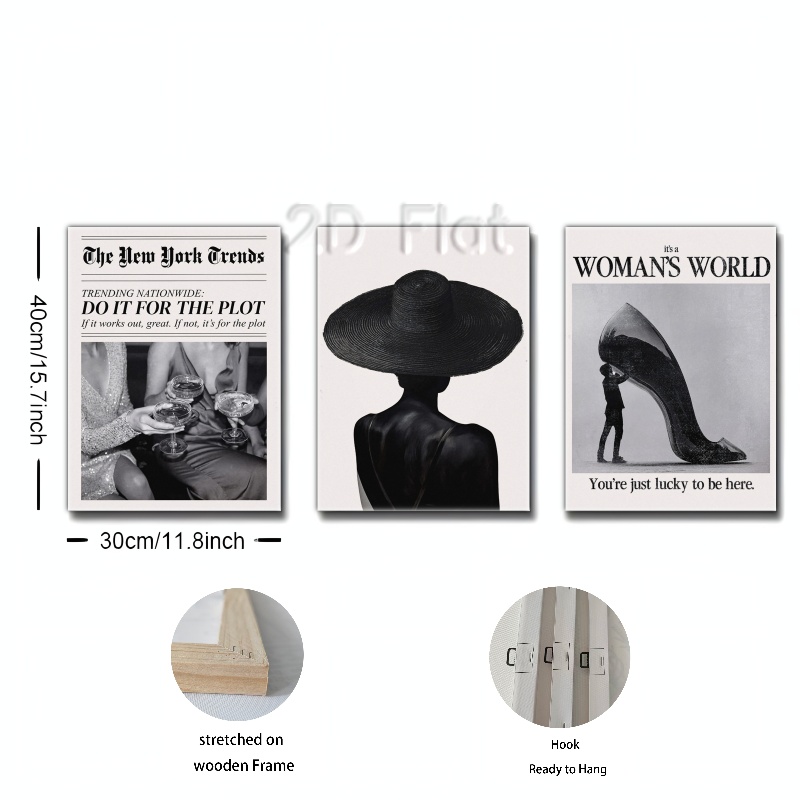 2D Flat
The New York Trends
TRENDING NATIONWIDE:
DO IT FOR THE PLOT
If it works out, great. If not, it's for the plot
it's a
WOMAN'S WORLD
You're just lucky to be here.
40cm/15.7inch
30cm/11.8inch
stretched on
wooden Frame
Hook
Ready to Hang